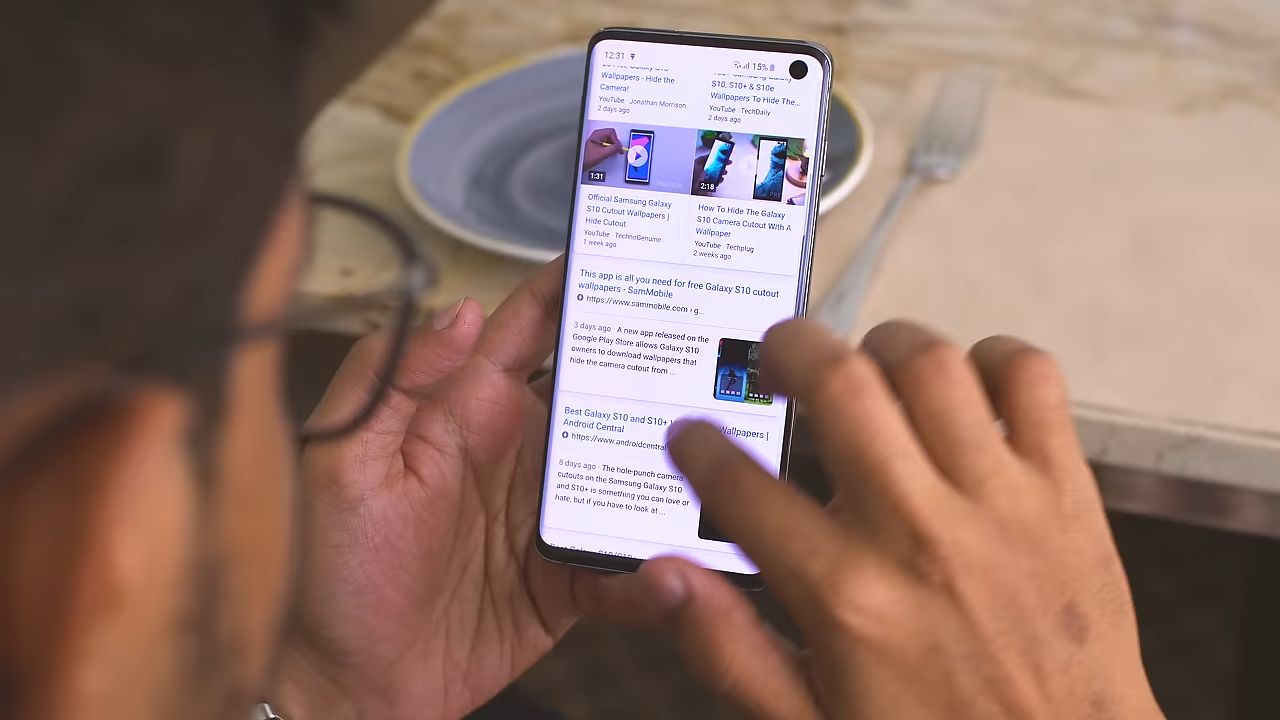 12:31
15%
Wallpapers - Hide the
Camera!
YouTube · Jonathan Morrison
2 days ago
S10, S10+ & S10e
Wallpapers To Hide The...
YouTube · TechDaily
2 days ago
1:31
2:18
Official Samsung Galaxy
S10 Cutout Wallpapers |
Hide Cutout
YouTube · TechnoGenuine
1 week ago
How To Hide The Galaxy
S10 Camera Cutout With A
Wallpaper
YouTube · Techplug
2 weeks ago
This app is all you need for free Galaxy S10 cutout
wallpapers - SamMobile
https://www.sammobile.com › g...
3 days ago · A new app released on the
Google Play Store allows Galaxy S10
owners to download wallpapers that
hide the camera cutout from ...
Best Galaxy S10 and S10+ Wallpapers |
Android Central
https://www.androidcentral
8 days ago · The hole-punch camera
cutouts on the Samsung Galaxy S10
and S10+ is something you can love or
hate, but if you have to look at ...